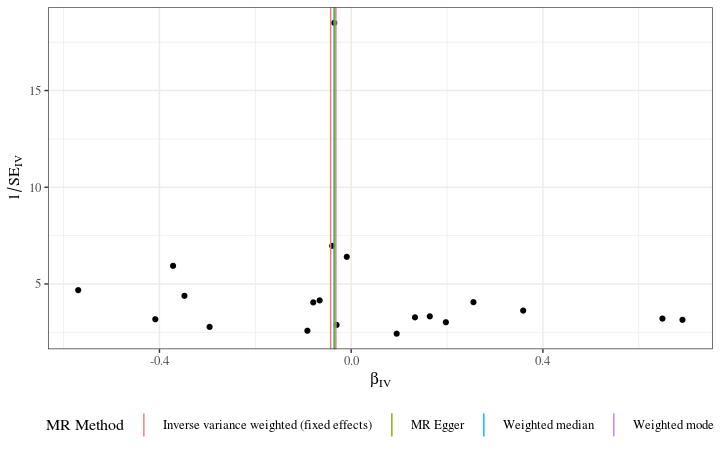 15
10
5
1/SE_IV
-0.4
0.0
0.4
β_IV
MR Method
Inverse variance weighted (fixed effects)
MR Egger
Weighted median
Weighted mode